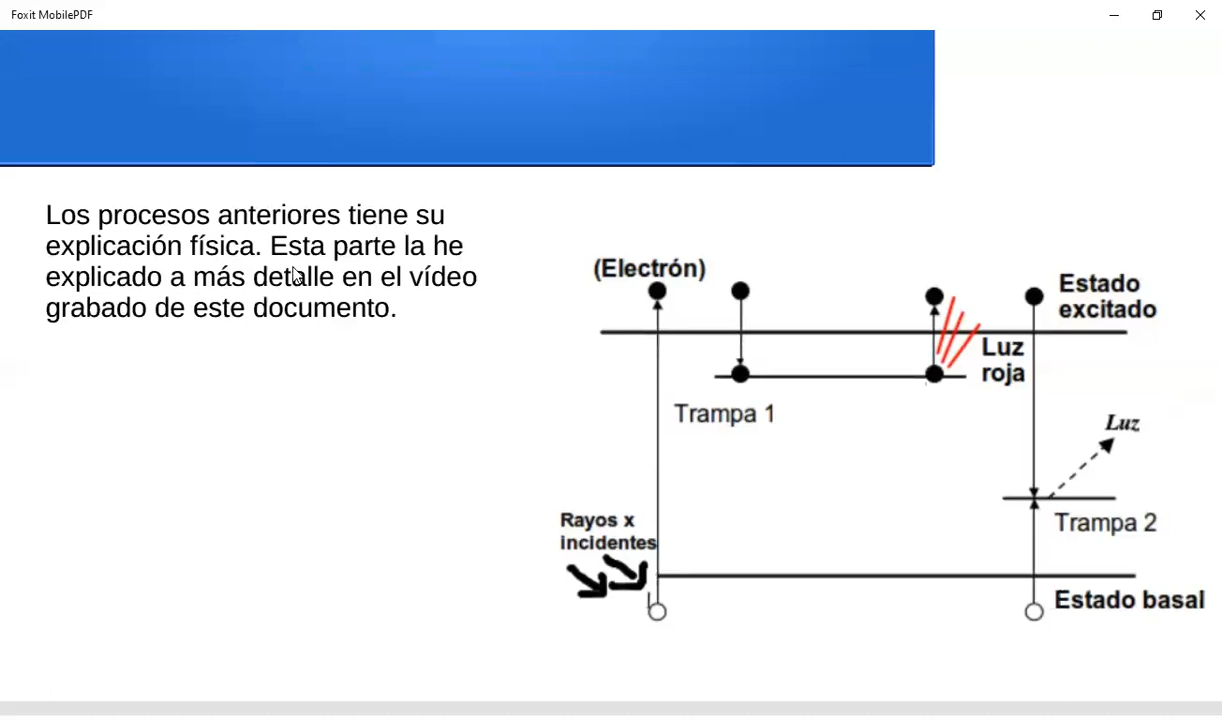 Foxit MobilePDF
Los procesos anteriores tiene su
explicación física. Esta parte la he
explicado a más detalle en el vídeo
grabado de este documento.
(Electrón)
Estado
excitado
Luz
roja
Trampa 1
Luz
Rayos x
incidentes
Trampa 2
Estado basal